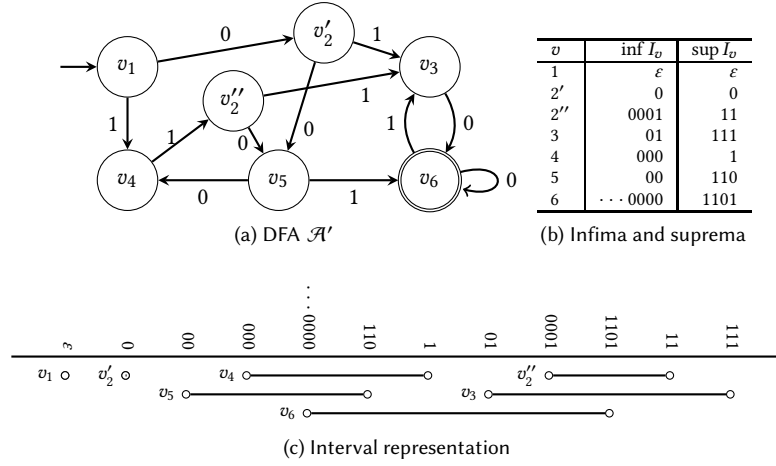 v₁
v′₂
v″₂
v₃
v₄
v₅
v₆
0
1
1
1
1
0
0
1
0
0
1
0
(a) DFA 𝒜′
v inf Iᵥ sup Iᵥ
1 ε ε
2′ 0 0
2″ 0001 11
3 01 111
4 000 1
5 00 110
6 ···0000 1101
(b) Infima and suprema
ε 0 00 000 ···0000 110 1 01 0001 1101 11 111
v₁ v′₂ v₄ v″₂
v₅ v₃
v₆
(c) Interval representation